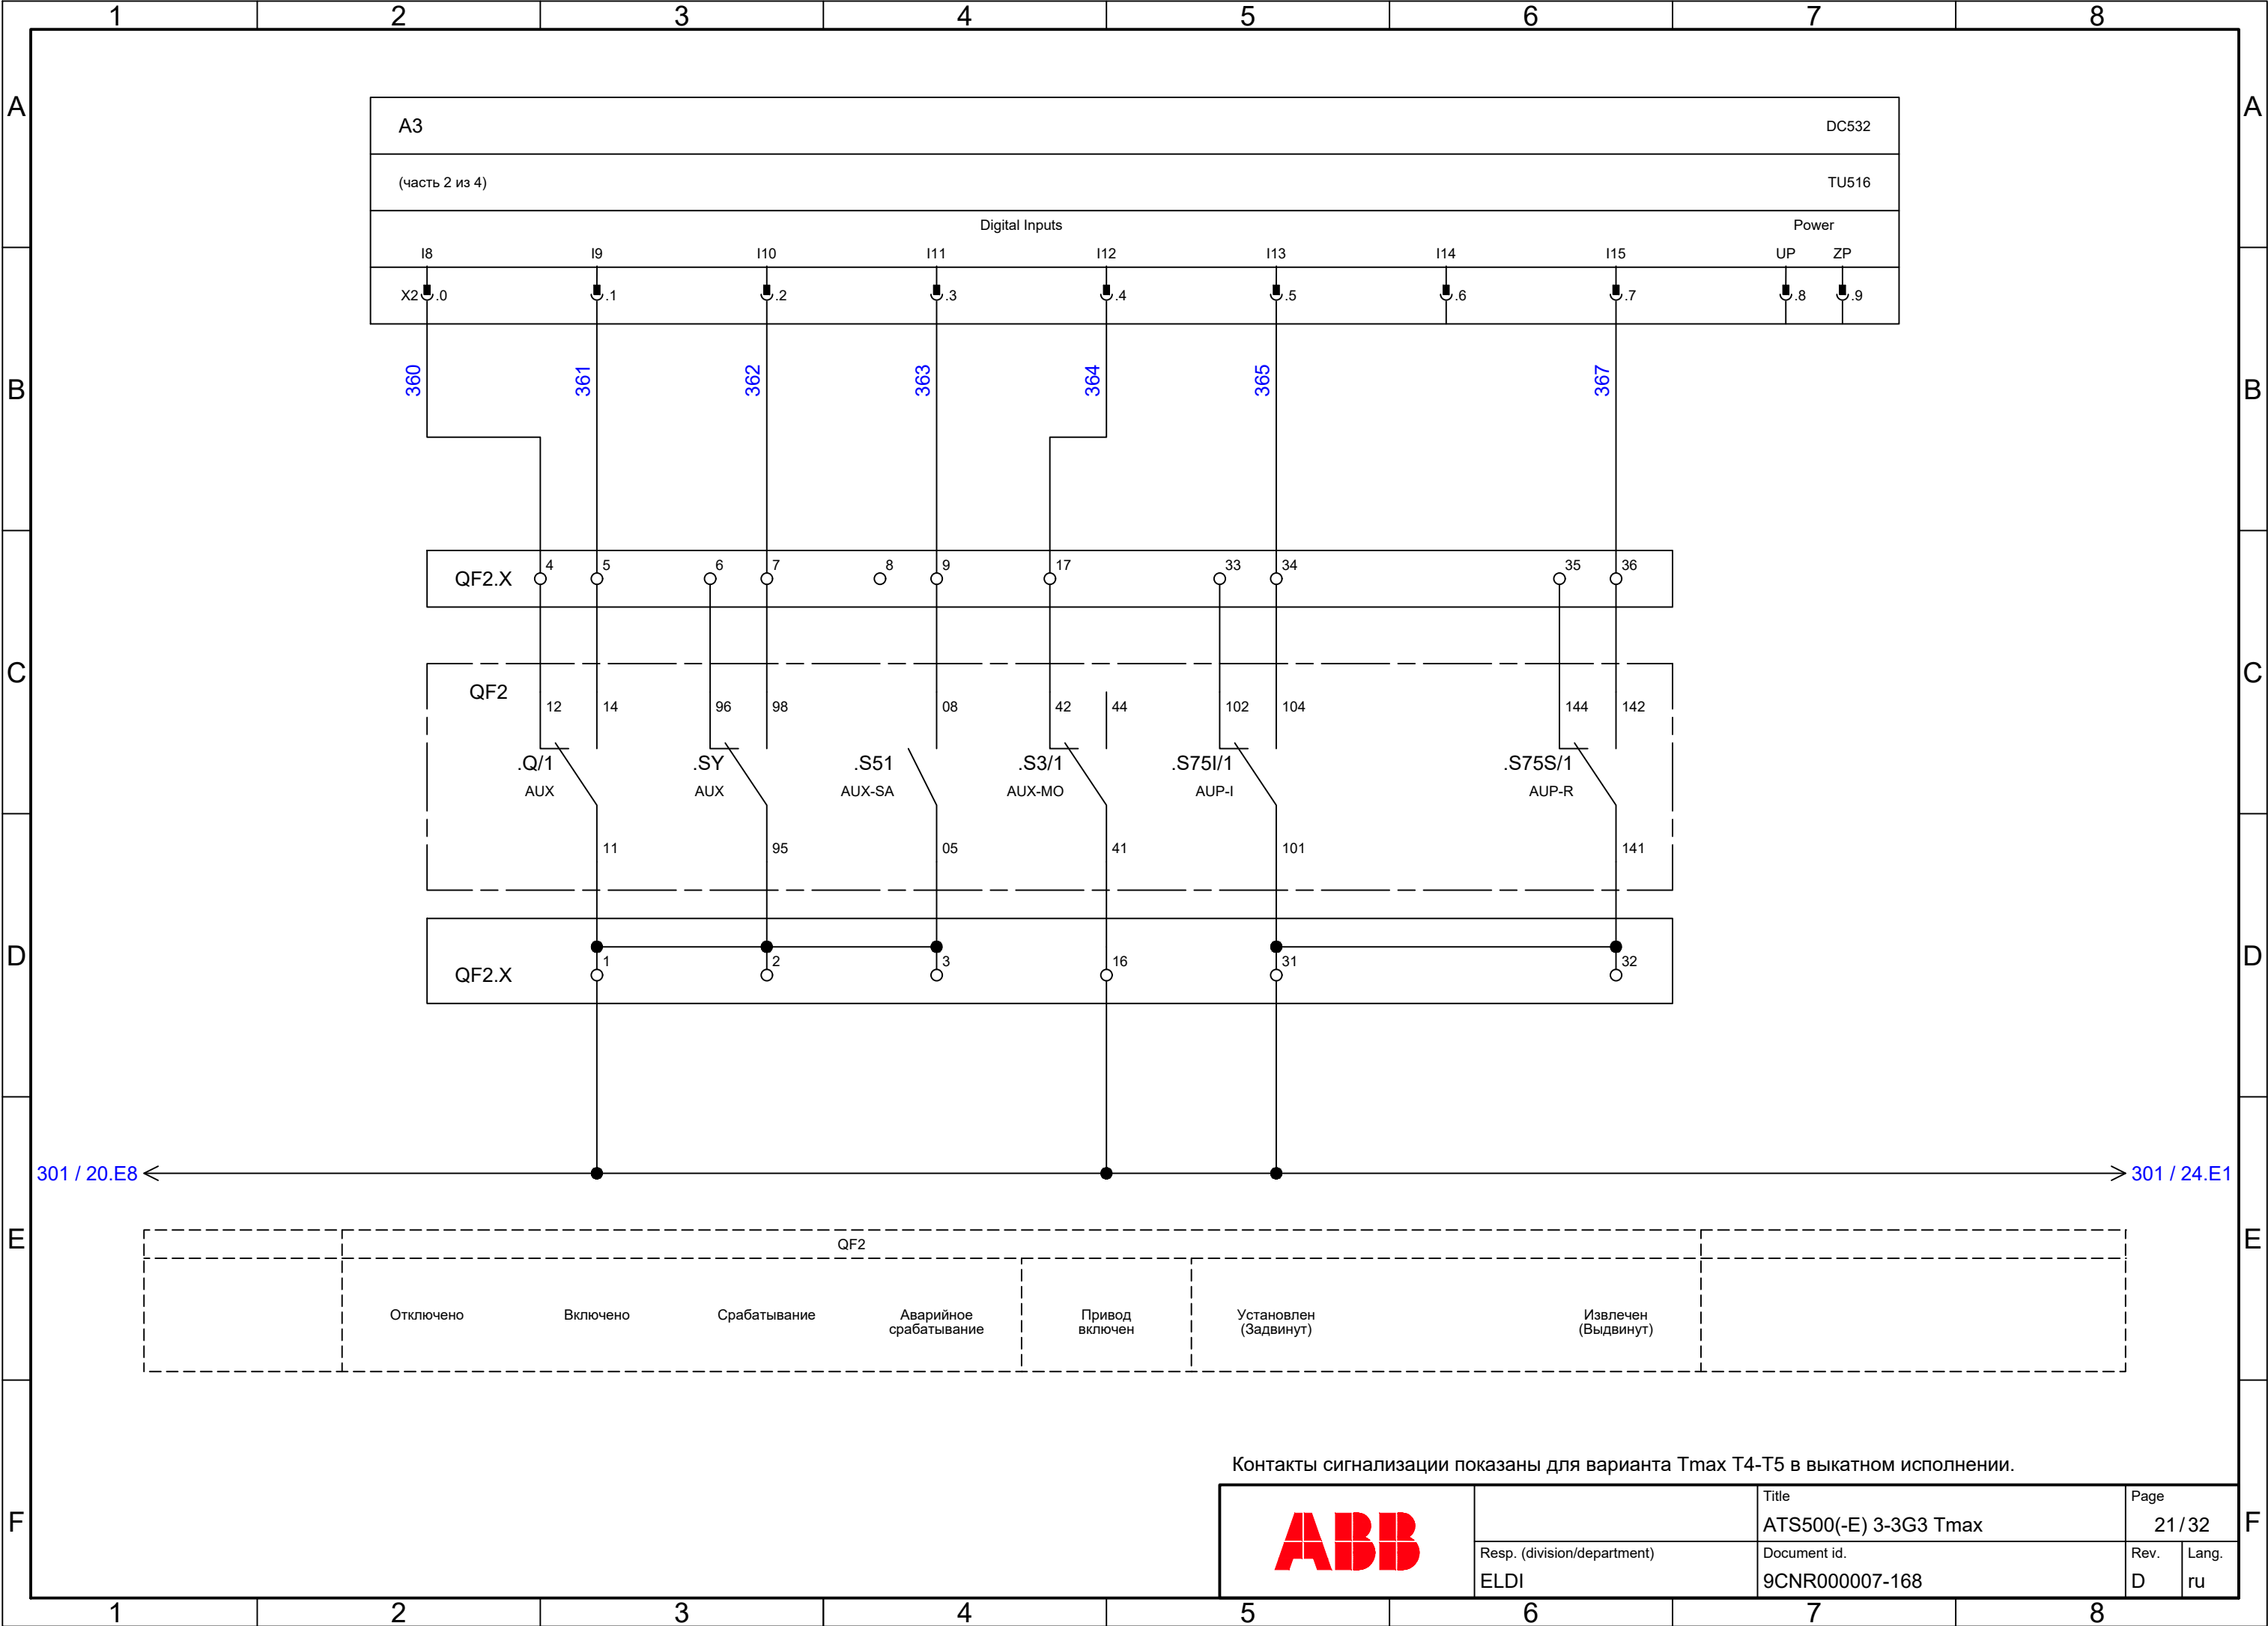 1 2 3 4 5 6 7 8
A A
A3 DC532
(часть 2 из 4) TU516
Digital Inputs Power
I8 I9 I10 I11 I12 I13 I14 I15 UP ZP
X2 .0 .1 .2 .3 .4 .5 .6 .7 .8 .9
360 361 362 363 364 365 367
B B
QF2.X 4 5 6 7 8 9 17 33 34 35 36
C C
QF2
12 14 96 98 08 42 44 102 104 144 142
.Q/1 .SY .S51 .S3/1 .S75I/1 .S75S/1
AUX AUX AUX-SA AUX-MO AUP-I AUP-R
11 95 05 41 101 141
D D
QF2.X 1 2 3 16 31 32
301 / 20.E8 301 / 24.E1
E E
QF2
Отключено Включено Срабатывание Аварийное срабатывание Привод включен Установлен (Задвинут) Извлечен (Выдвинут)
Контакты сигнализации показаны для варианта Tmax T4-T5 в выкатном исполнении.
F F
ABB
Title Page
ATS500(-E) 3-3G3 Tmax 21/32
Resp. (division/department) Document id. Rev. Lang.
ELDI 9CNR000007-168 D ru
1 2 3 4 5 6 7 8